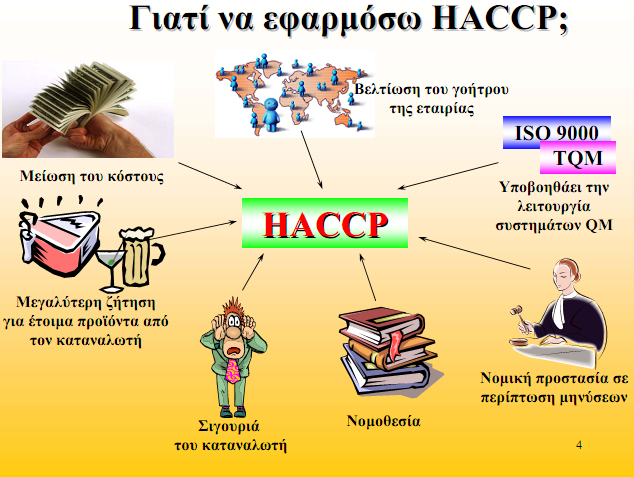 Γιατί να εφαρμόσω HACCP;
Βελτίωση του γοήτρου
της εταιρίας
ISO 9000
TQM
Μείωση του κόστους
Υποβοηθάει την
λειτουργία
συστημάτων QM
HACCP
Μεγαλύτερη ζήτηση
για έτοιμα προϊόντα από
τον καταναλωτή
Νομική προστασία σε
περίπτωση μηνύσεων
Σιγουριά
του καταναλωτή
Νομοθεσία
4